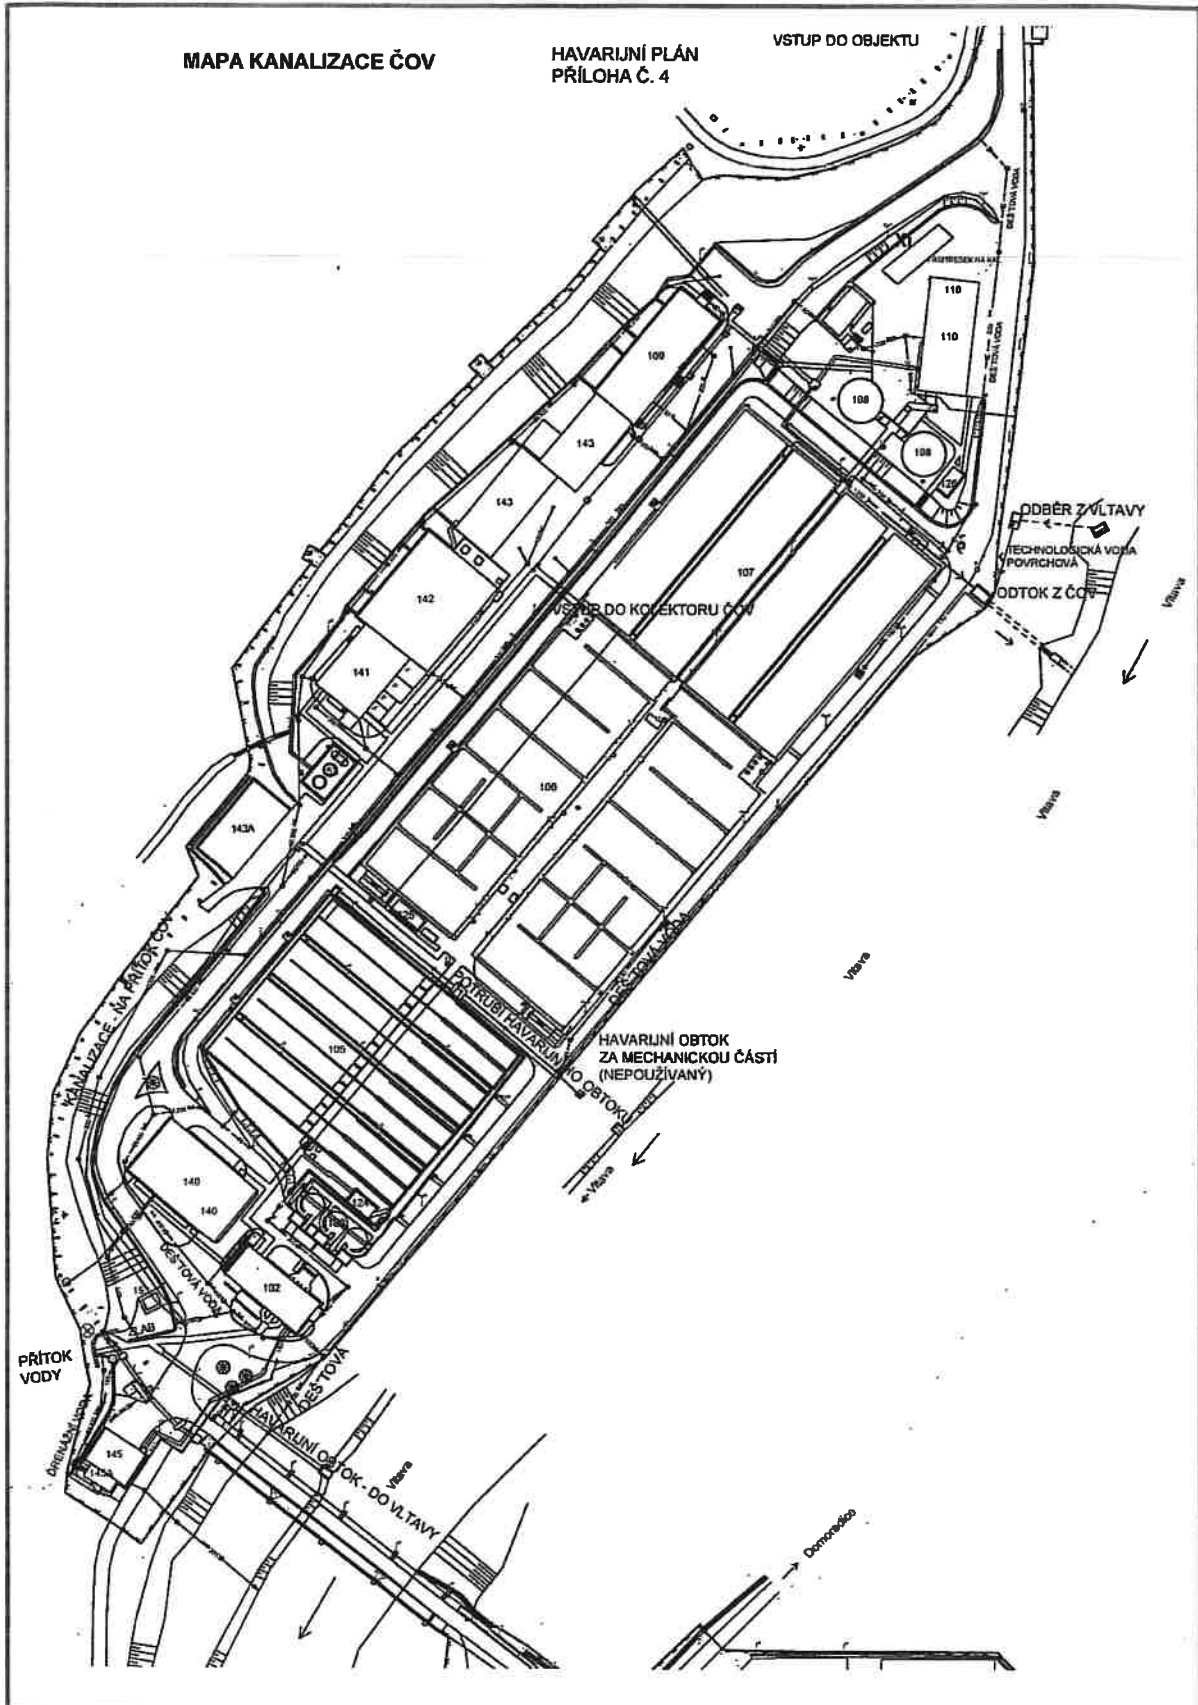 MAPA KANALIZACE ČOV
HAVARIJNÍ PLÁN
PŘÍLOHA Č. 4
VSTUP DO OBJEKTU
DEŠŤOVÁ VODA
110
110
DEŠŤOVÁ VODA
109
108
108
143
143
ODBĚR Z VLTAVY
TECHNOLOGICKÁ VODA
POVRCHOVÁ
ODTOK Z ČOV
107
142
VSTUP DO KOLEKTORU ČOV
Vltava
141
106
Vltava
143A
KANALIZACE - NA PŘÍTOK ČOV
DEŠŤOVÁ VODA
Vltava
POTRUBÍ HAVARIJNÍHO OBTOKU
HAVARIJNÍ OBTOK
ZA MECHANICKOU ČÁSTÍ
(NEPOUŽÍVANÝ)
105
Vltava
140
140
DEŠŤOVÁ VODA
102
ŽLAB
PŘÍTOK
VODY
DEŠŤOVÁ
DRENÁŽNÍ VODA
145
145A
HAVARIJNÍ OBTOK - DO VLTAVY
Vltava
Domoradice